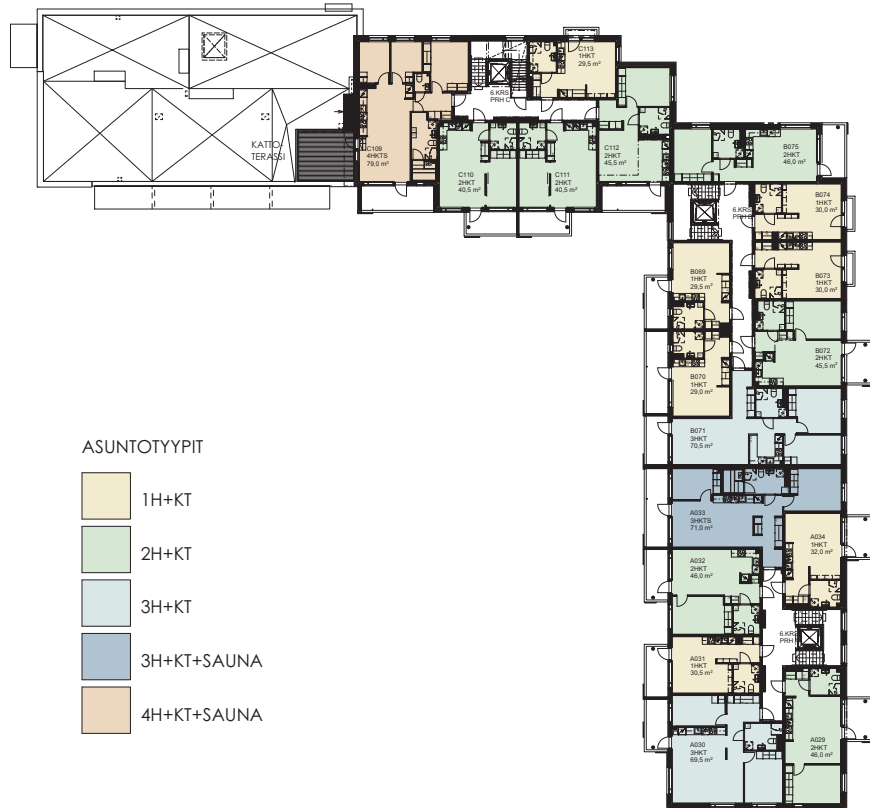 C113
1HKT
29,5 m²
6.KRS
PRH C
KATTO-
TERASSI
C109
4HKTS
79,0 m²
C110
2HKT
40,5 m²
C111
2HKT
40,5 m²
C112
2HKT
45,5 m²
B075
2HKT
46,0 m²
6.KRS
PRH B
B074
1HKT
30,0 m²
B069
1HKT
29,5 m²
B073
1HKT
30,0 m²
B072
2HKT
45,5 m²
B070
1HKT
29,0 m²
B071
3HKT
70,5 m²
ASUNTOTYYPIT
1H+KT
2H+KT
3H+KT
3H+KT+SAUNA
4H+KT+SAUNA
A033
3HKTS
71,0 m²
A034
1HKT
32,0 m²
A032
2HKT
46,0 m²
6.KRS
PRH
A031
1HKT
30,5 m²
A030
3HKT
69,5 m²
A029
2HKT
46,0 m²